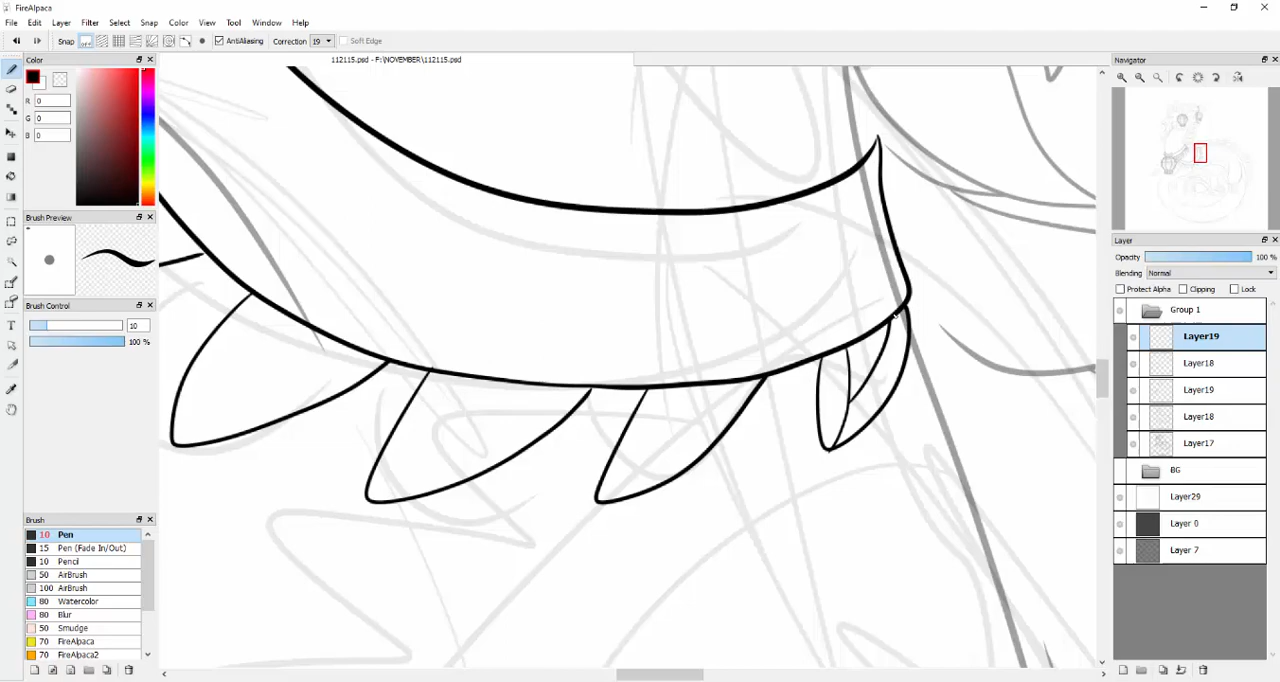 FireAlpaca
File Edit Layer Filter Select Snap Color View Tool Window Help
Snap OFF AntiAliasing Correction 19 Soft Edge
Color
112115.psd - F:\NOVEMBER\112115.psd
Navigator
R 0
G 0
B 0
Brush Preview
Brush Control
10
100 %
Layer
Opacity 100 %
Blending Normal
Protect Alpha Clipping Lock
Group 1
Layer19
Layer18
Layer19
Layer18
Layer17
BG
Layer29
Layer 0
Layer 7
Brush
10 Pen
15 Pen (Fade In/Out)
10 Pencil
50 AirBrush
100 AirBrush
80 Watercolor
80 Blur
50 Smudge
70 FireAlpaca
70 FireAlpaca2